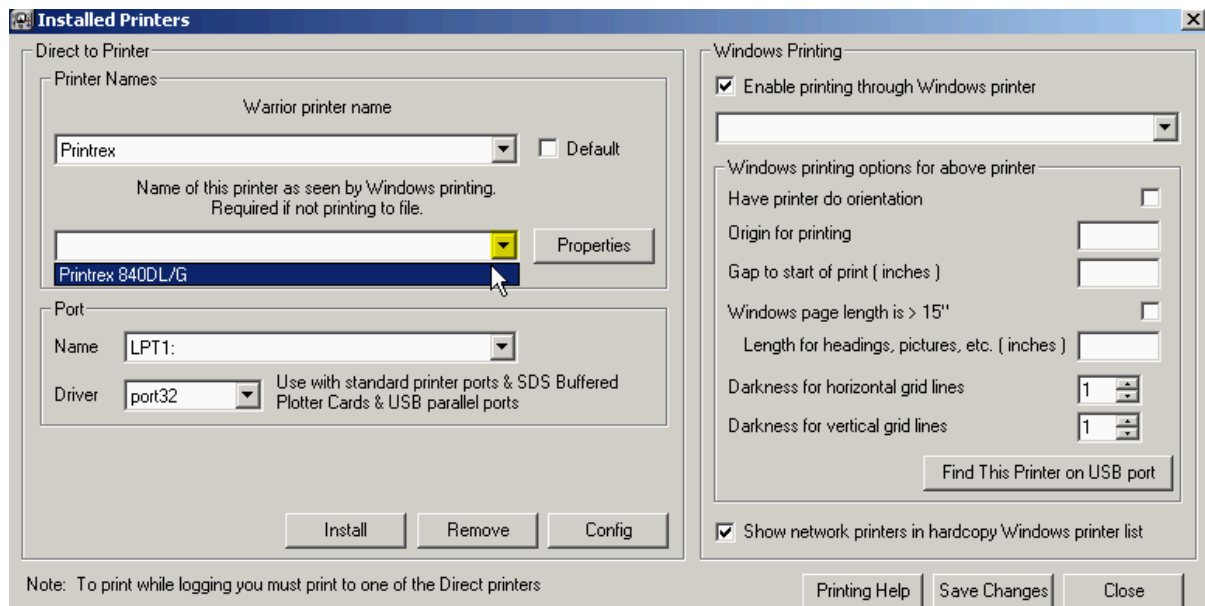 Installed Printers
Direct to Printer
Printer Names
Warrior printer name
Printrex
Default
Name of this printer as seen by Windows printing.
Required if not printing to file.
Properties
Printrex 840DL/G
Port
Name
LPT1:
Driver
port32
Use with standard printer ports & SDS Buffered
Plotter Cards & USB parallel ports
Install
Remove
Config
Note: To print while logging you must print to one of the Direct printers
Windows Printing
Enable printing through Windows printer
Windows printing options for above printer
Have printer do orientation
Origin for printing
Gap to start of print ( inches )
Windows page length is > 15"
Length for headings, pictures, etc. ( inches )
Darkness for horizontal grid lines
1
Darkness for vertical grid lines
1
Find This Printer on USB port
Show network printers in hardcopy Windows printer list
Printing Help
Save Changes
Close